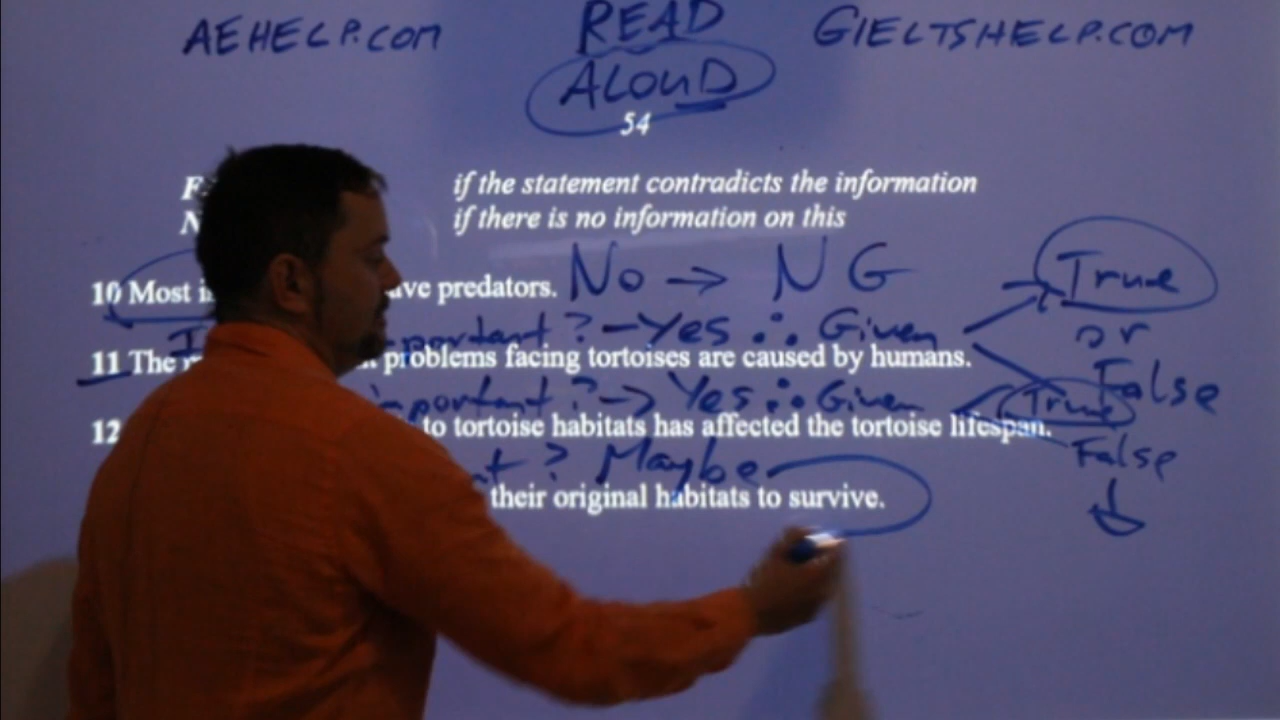 AEHELP.COM READ GIELTSHELP.COM
ALOUD
54
F if the statement contradicts the information
N if there is no information on this
10 Most predators. No → NG True
important ? – Yes ∴ Given or
11 The problems facing tortoises are caused by humans. False
important ? → Yes ∴ Given True
12 to tortoise habitats has affected the tortoise lifespan.
? Maybe False
their original habitats to survive.